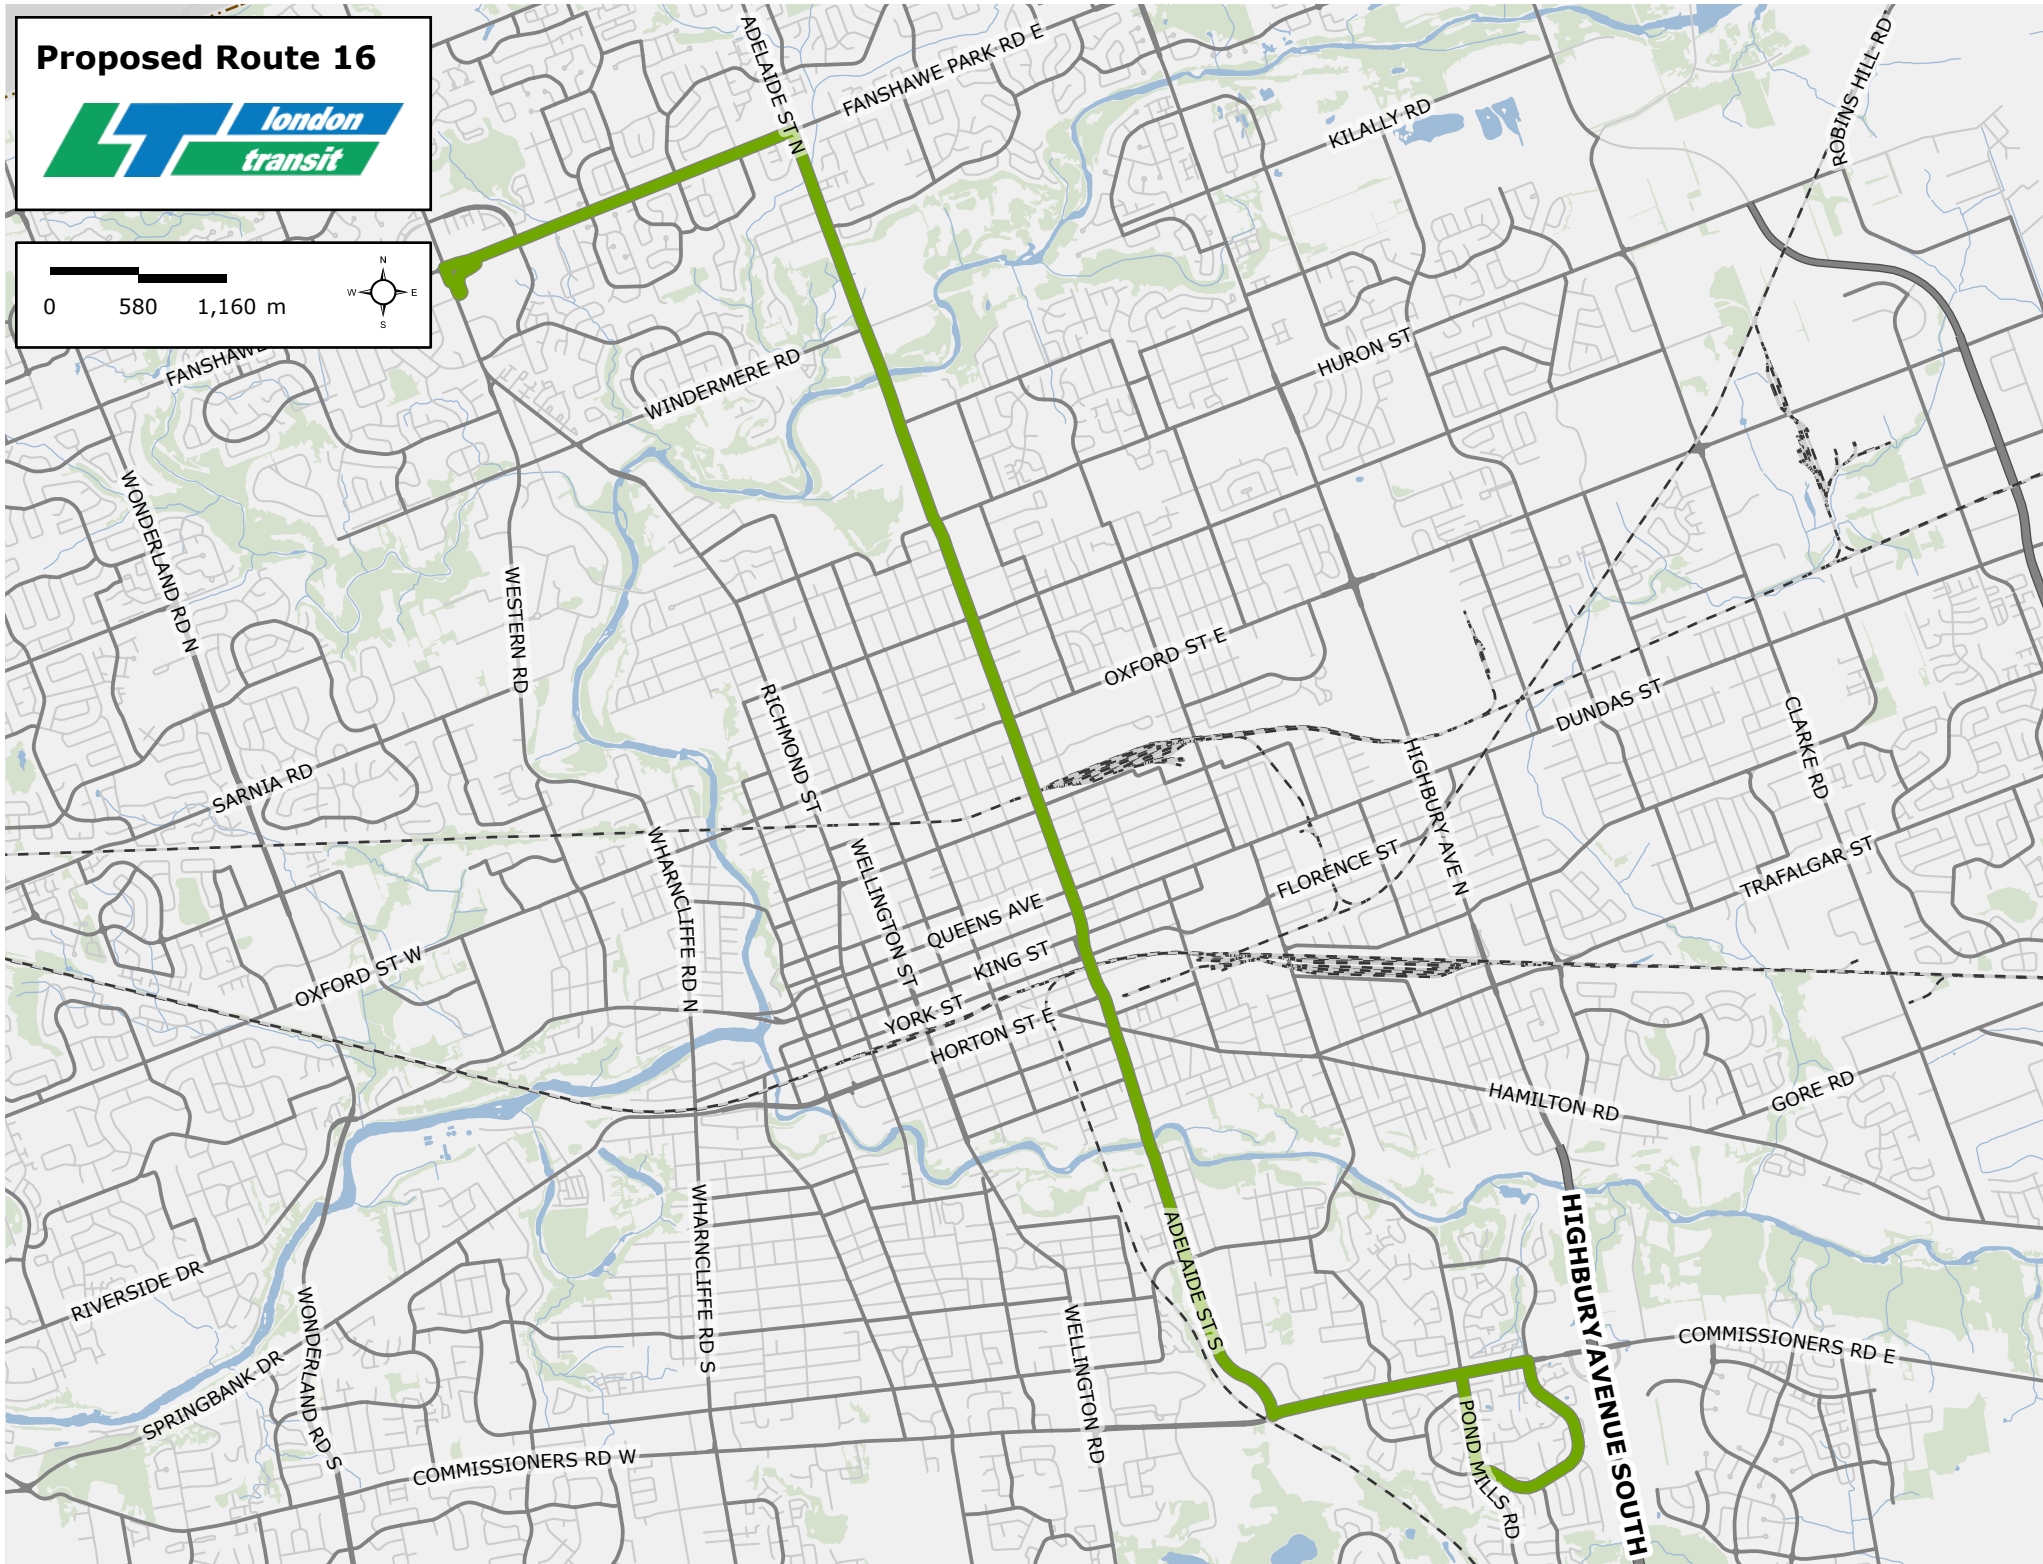 Proposed Route 16
london
transit
0 580 1,160 m
N
W E
S
ADELAIDE ST N
FANSHAWE PARK RD E
KILALLY RD
ROBINS HILL RD
FANSHAWE
WINDERMERE RD
HURON ST
WONDERLAND RD N
WESTERN RD
OXFORD ST E
RICHMOND ST
DUNDAS ST
CLARKE RD
SARNIA RD
HIGHBURY AVE N
WHARNCLIFFE RD N
WELLINGTON ST
FLORENCE ST
TRAFALGAR ST
QUEENS AVE
KING ST
OXFORD ST W
YORK ST
HORTON ST E
HAMILTON RD
GORE RD
ADELAIDE ST S
HIGHBURY AVENUE SOUTH
WHARNCLIFFE RD S
RIVERSIDE DR
WONDERLAND RD S
WELLINGTON RD
COMMISSIONERS RD E
SPRINGBANK DR
POND MILLS RD
COMMISSIONERS RD W